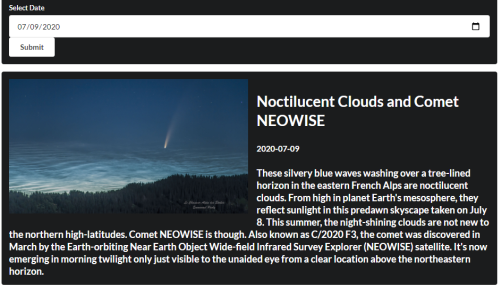 Select Date
07/09/2020
Submit
Noctilucent Clouds and Comet
NEOWISE
2020-07-09
These silvery blue waves washing over a tree-lined
horizon in the eastern French Alps are noctilucent
clouds. From high in planet Earth's mesosphere, they
reflect sunlight in this predawn skyscape taken on July
8. This summer, the night-shining clouds are not new to
the northern high-latitudes. Comet NEOWISE is though. Also known as C/2020 F3, the comet was discovered in
March by the Earth-orbiting Near Earth Object Wide-field Infrared Survey Explorer (NEOWISE) satellite. It's now
emerging in morning twilight only just visible to the unaided eye from a clear location above the northeastern
horizon.